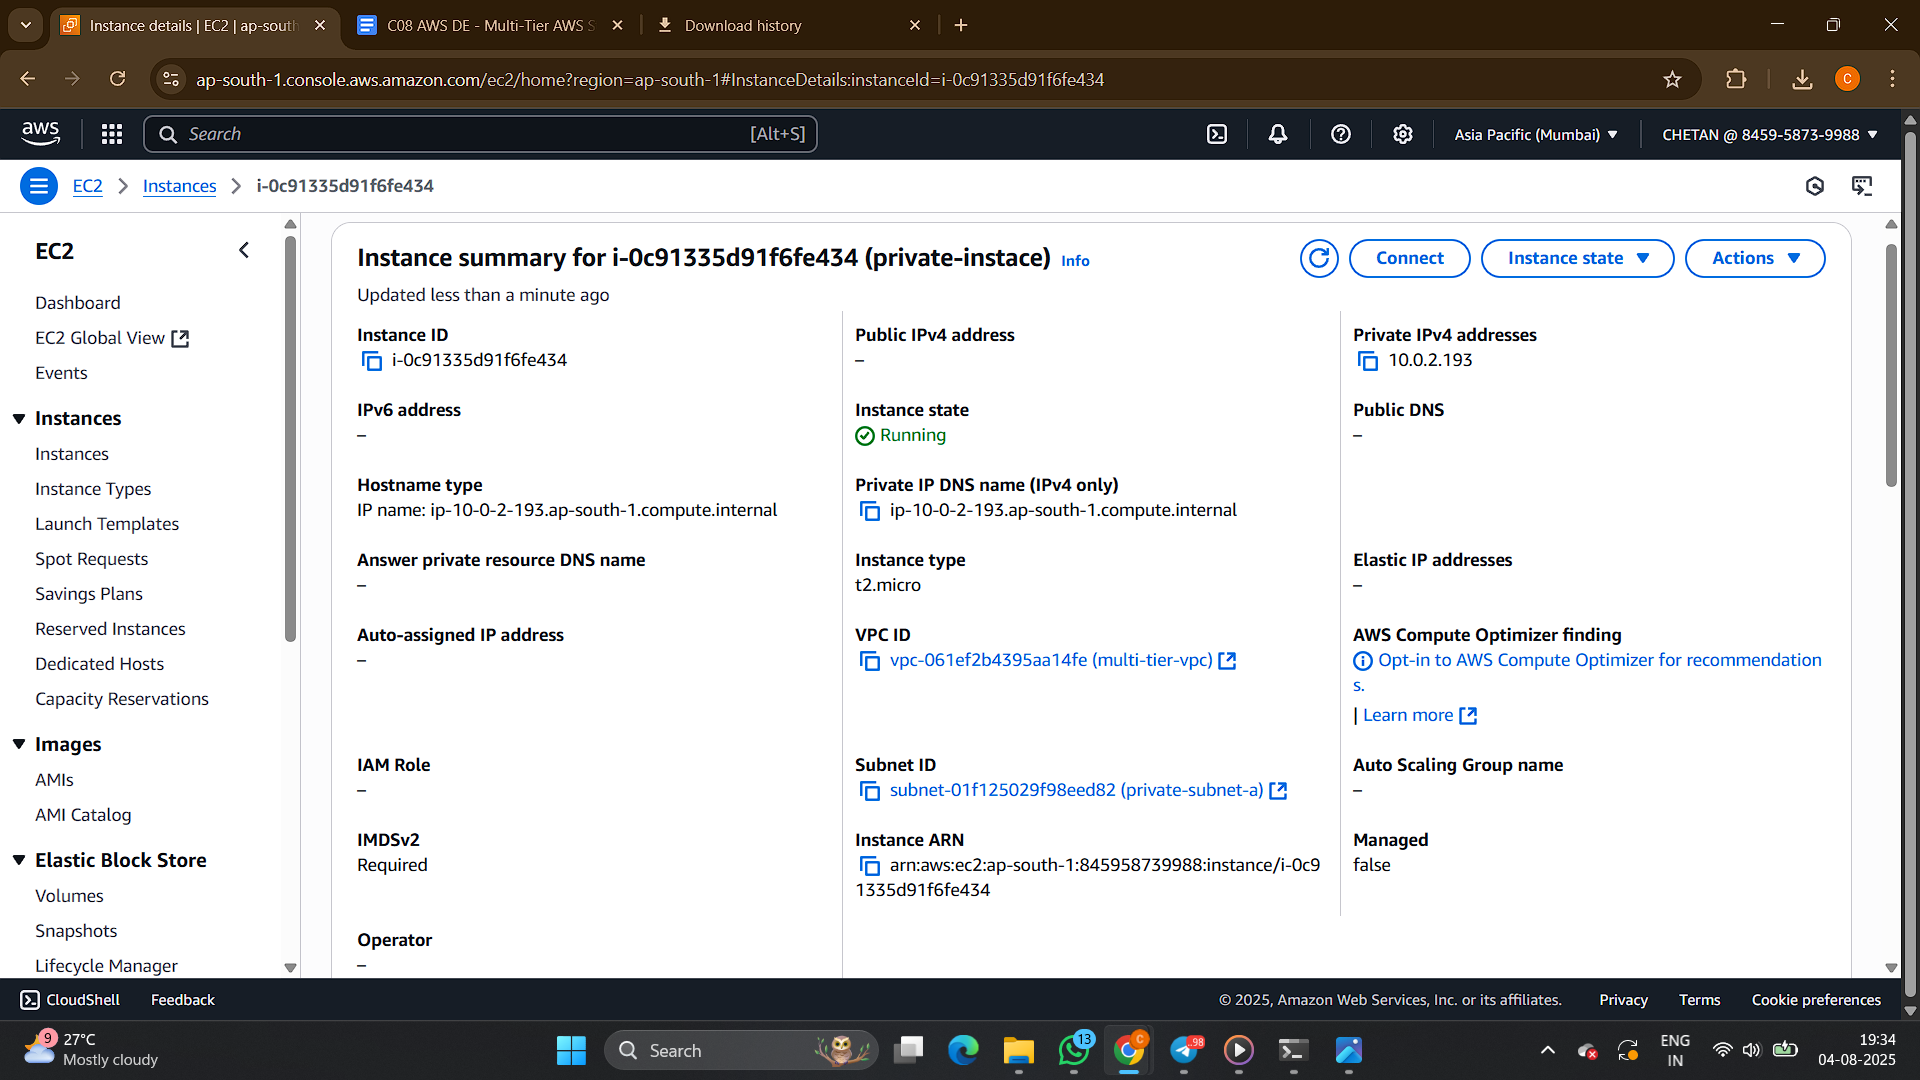 Instance details | EC2 | ap-south
C08 AWS DE - Multi-Tier AWS S
Download history
ap-south-1.console.aws.amazon.com/ec2/home?region=ap-south-1#InstanceDetails:instanceId=i-0c91335d91f6fe434
C
aws
Search
[Alt+S]
Asia Pacific (Mumbai)
CHETAN @ 8459-5873-9988
EC2
Instances
i-0c91335d91f6fe434
EC2
Dashboard
EC2 Global View
Events
Instances
Instances
Instance Types
Launch Templates
Spot Requests
Savings Plans
Reserved Instances
Dedicated Hosts
Capacity Reservations
Images
AMIs
AMI Catalog
Elastic Block Store
Volumes
Snapshots
Lifecycle Manager
Instance summary for i-0c91335d91f6fe434 (private-instace) Info
Connect
Instance state
Actions
Updated less than a minute ago
Instance ID
i-0c91335d91f6fe434
Public IPv4 address
–
Private IPv4 addresses
10.0.2.193
IPv6 address
–
Instance state
Running
Public DNS
–
Hostname type
IP name: ip-10-0-2-193.ap-south-1.compute.internal
Private IP DNS name (IPv4 only)
ip-10-0-2-193.ap-south-1.compute.internal
Answer private resource DNS name
–
Instance type
t2.micro
Elastic IP addresses
–
Auto-assigned IP address
–
VPC ID
vpc-061ef2b4395aa14fe (multi-tier-vpc)
AWS Compute Optimizer finding
Opt-in to AWS Compute Optimizer for recommendation
s.
| Learn more
IAM Role
–
Subnet ID
subnet-01f125029f98eed82 (private-subnet-a)
Auto Scaling Group name
–
IMDSv2
Required
Instance ARN
arn:aws:ec2:ap-south-1:845958739988:instance/i-0c9
1335d91f6fe434
Managed
false
Operator
–
CloudShell
Feedback
© 2025, Amazon Web Services, Inc. or its affiliates.
Privacy
Terms
Cookie preferences
9
27°C
Mostly cloudy
Search
13
C
.98
ENG
IN
19:34
04-08-2025